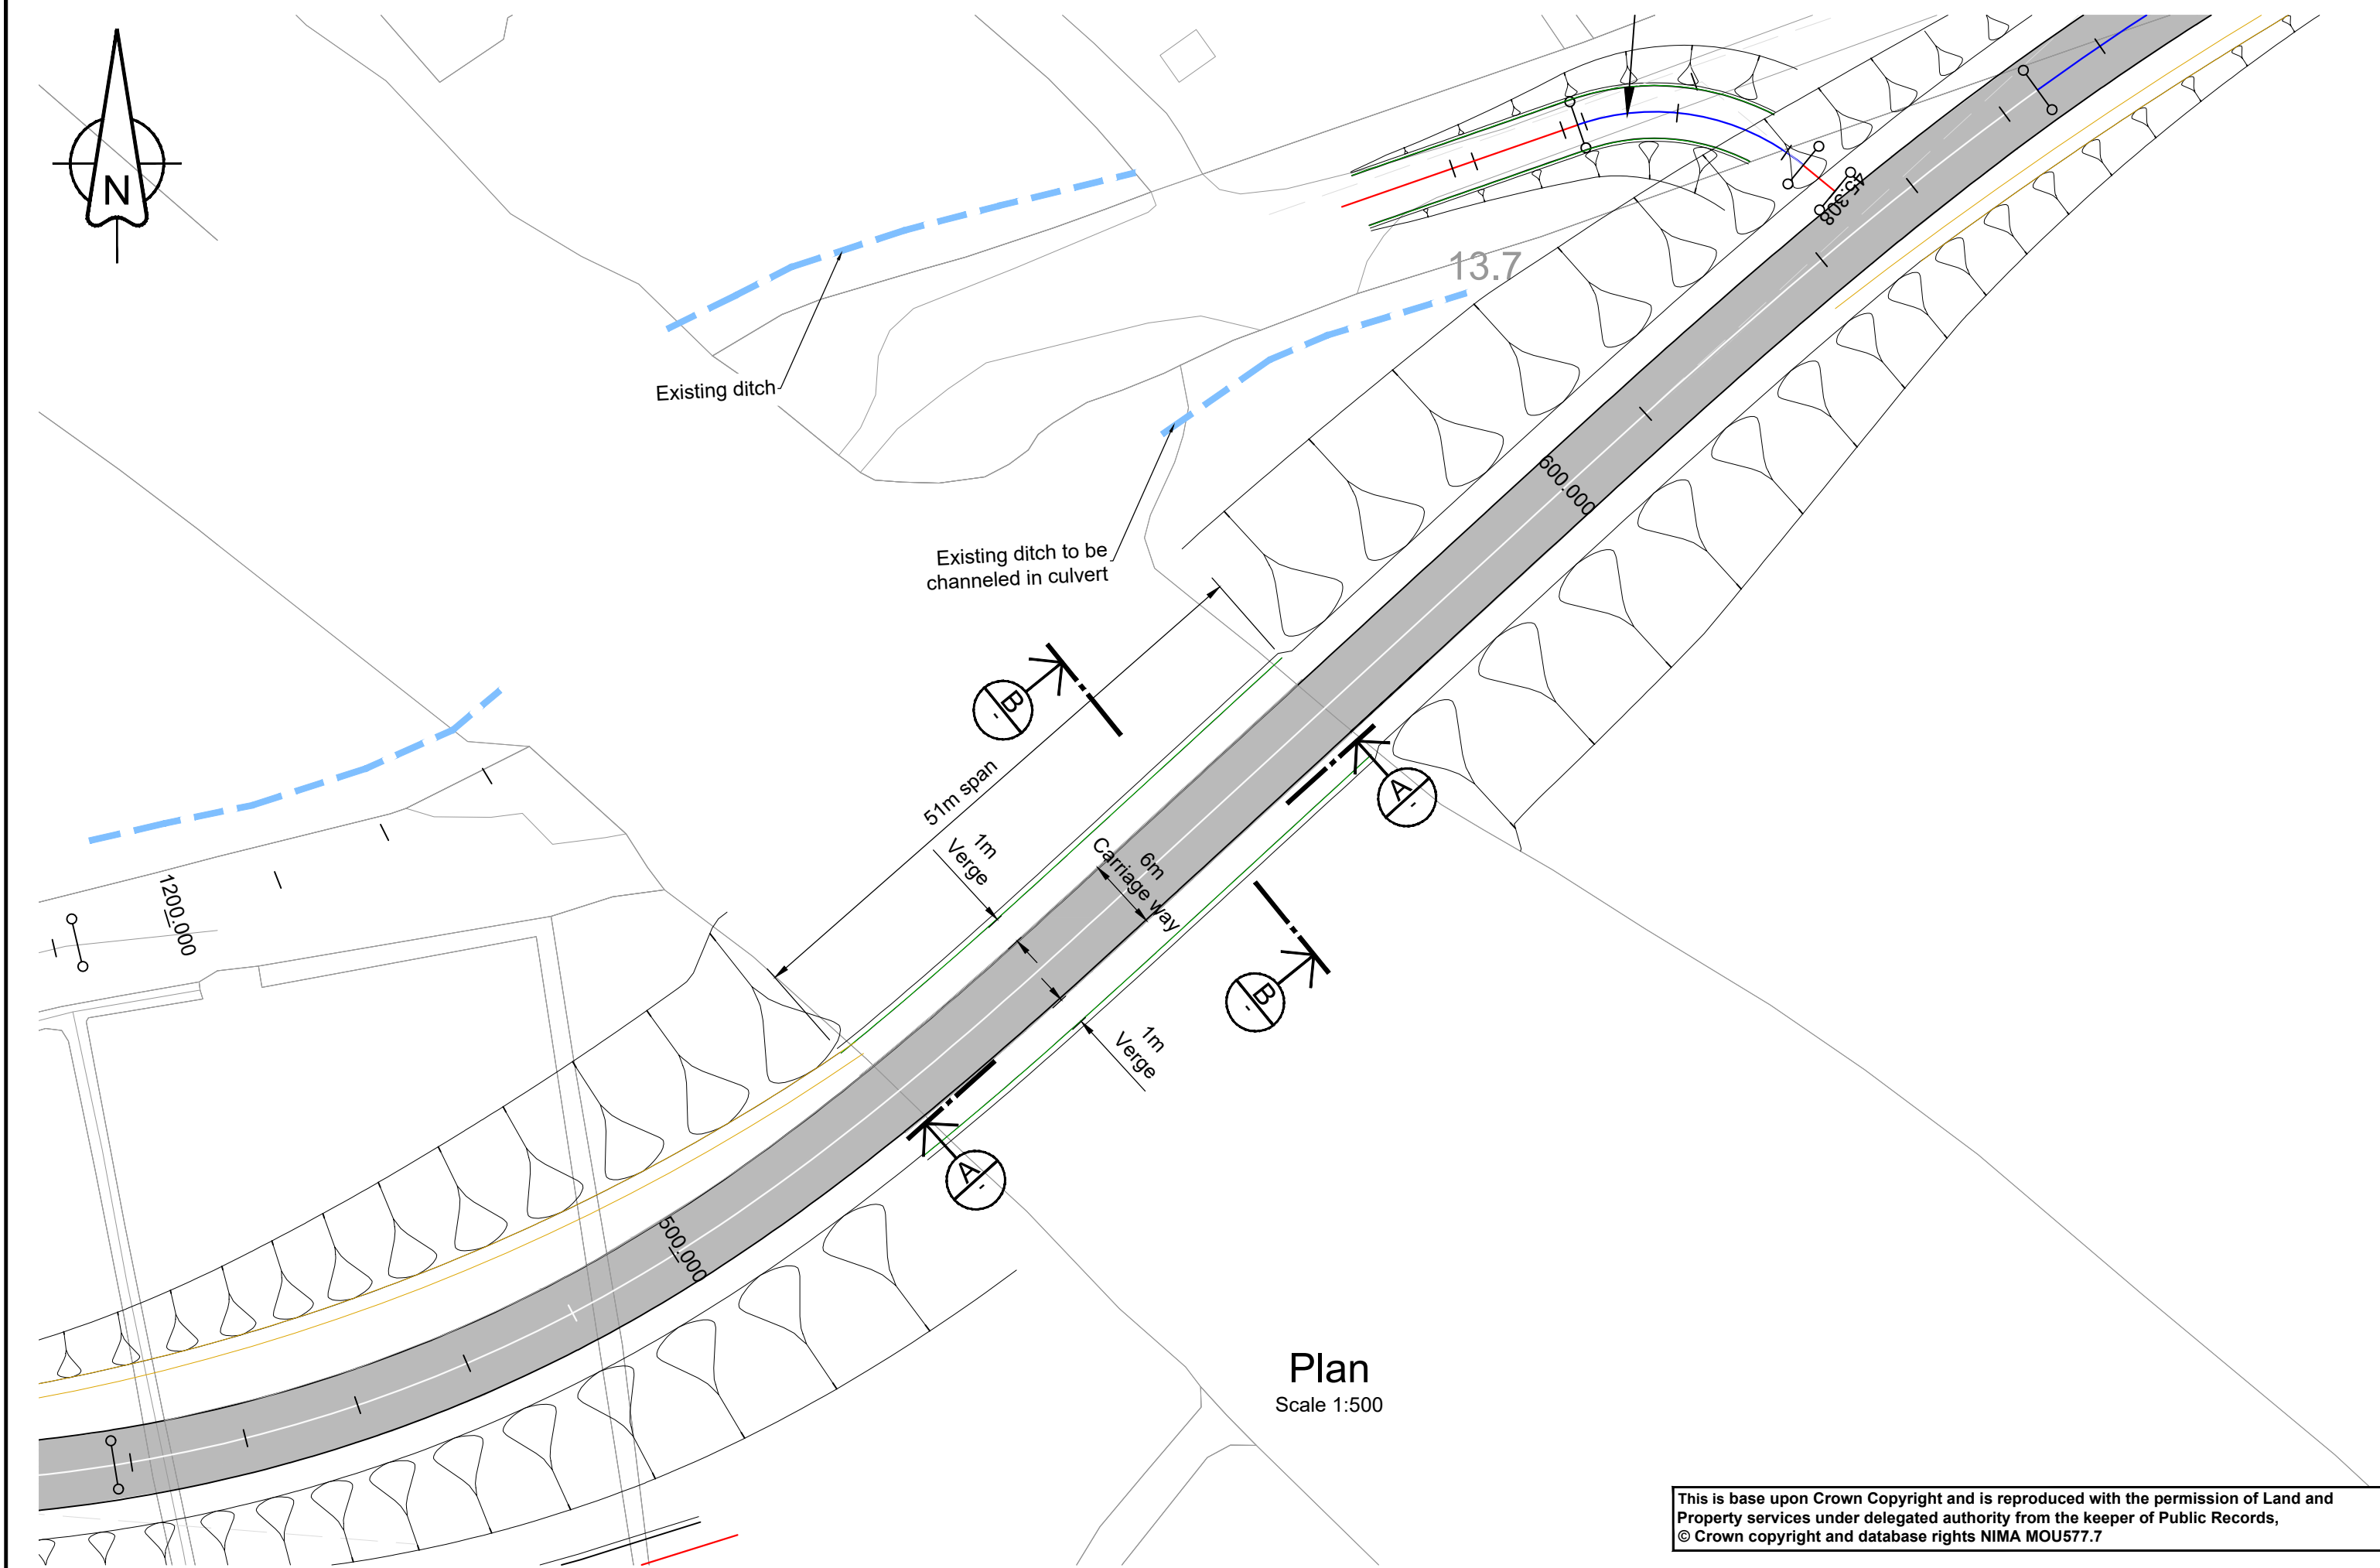 N
13.7
45.308
Existing ditch
600.000
Existing ditch to be
channeled in culvert
B
-
51m span
A
-
1m
Verge
6m
Carriage way
1200.000
B
-
1m
Verge
A
-
500.000
Plan
Scale 1:500
This is base upon Crown Copyright and is reproduced with the permission of Land and
Property services under delegated authority from the keeper of Public Records,
© Crown copyright and database rights NIMA MOU577.7